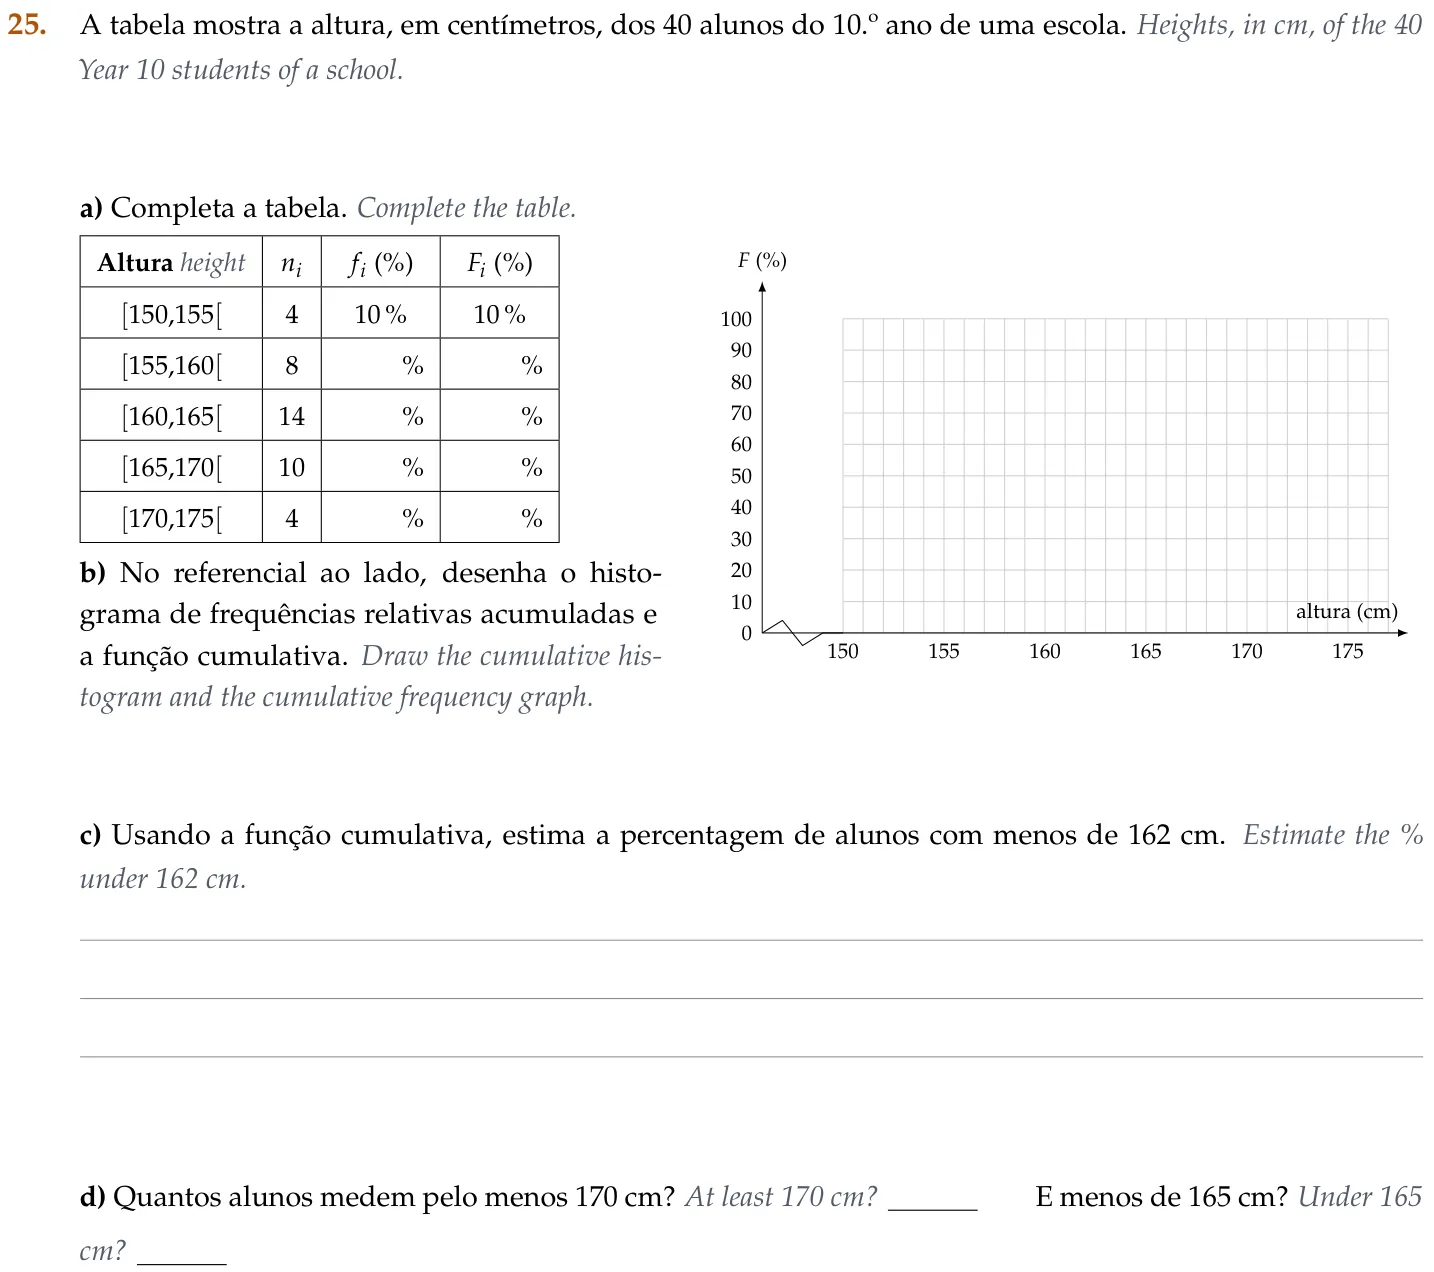 25. A tabela mostra a altura, em centímetros, dos 40 alunos do 10.º ano de uma escola. Heights, in cm, of the 40
Year 10 students of a school.
a) Completa a tabela. Complete the table.
Altura height n_i f_i (%) F_i (%)
[150,155[ 4 10 % 10 %
[155,160[ 8 % %
[160,165[ 14 % %
[165,170[ 10 % %
[170,175[ 4 % %
b) No referencial ao lado, desenha o histo-
grama de frequências relativas acumuladas e
a função cumulativa. Draw the cumulative his-
togram and the cumulative frequency graph.
F (%)
100
90
80
70
60
50
40
30
20
10
0
altura (cm)
150 155 160 165 170 175
c) Usando a função cumulativa, estima a percentagem de alunos com menos de 162 cm. Estimate the %
under 162 cm.
d) Quantos alunos medem pelo menos 170 cm? At least 170 cm? ______ E menos de 165 cm? Under 165
cm? ______